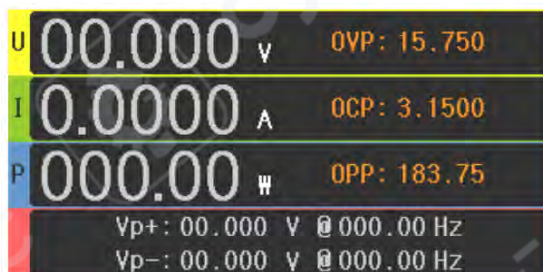 U 00.000 V OVP: 15.750
I 0.0000 A OCP: 3.1500
P 000.00 W OPP: 183.75
Vp+: 00.000 V @ 000.00 Hz
Vp-: 00.000 V @ 000.00 Hz